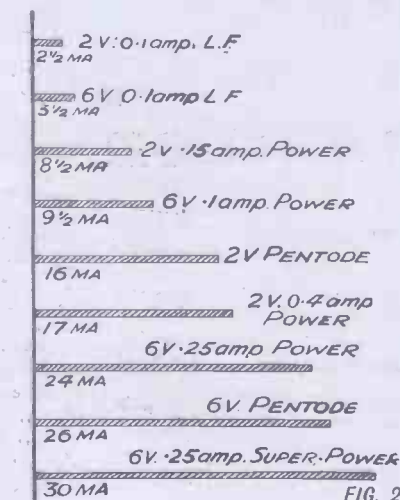 2V:0·1amp. L.F
2½ MA
6V 0·1amp L F
5½ MA
2V ·15amp. POWER
8½ MA
6V ·1amp POWER
9½ MA
2V PENTODE
16 MA
2V. 0·4 amp
POWER
17 MA
6V ·25amp POWER
24 MA
6V. PENTODE
26 MA
6V. ·25amp. SUPER-POWER
30 MA
FIG. 2